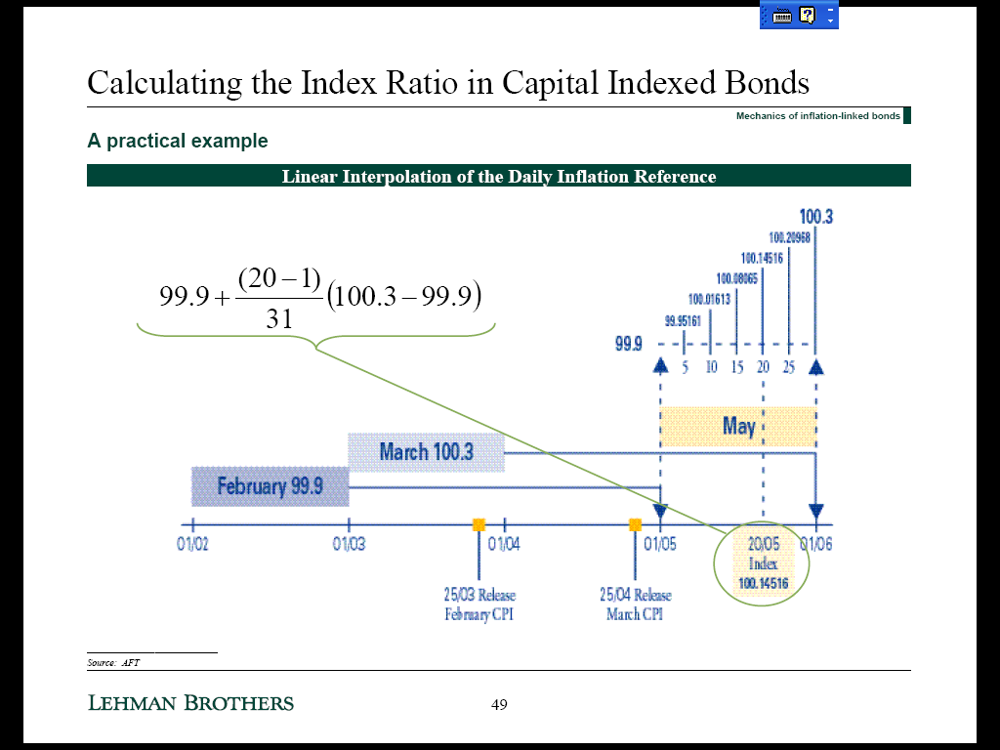 Calculating the Index Ratio in Capital Indexed Bonds
Mechanics of inflation-linked bonds
A practical example
Linear Interpolation of the Daily Inflation Reference
99.9 + (20 − 1) / 31 (100.3 − 99.9)
100.3
100.20968
100.14516
100.08065
100.01613
99.95161
99.9
5 10 15 20 25
May
March 100.3
February 99.9
01/02 01/03 01/04 01/05 20/05 01/06
Index
100.14516
25/03 Release
February CPI
25/04 Release
March CPI
Source: AFT
LEHMAN BROTHERS
49